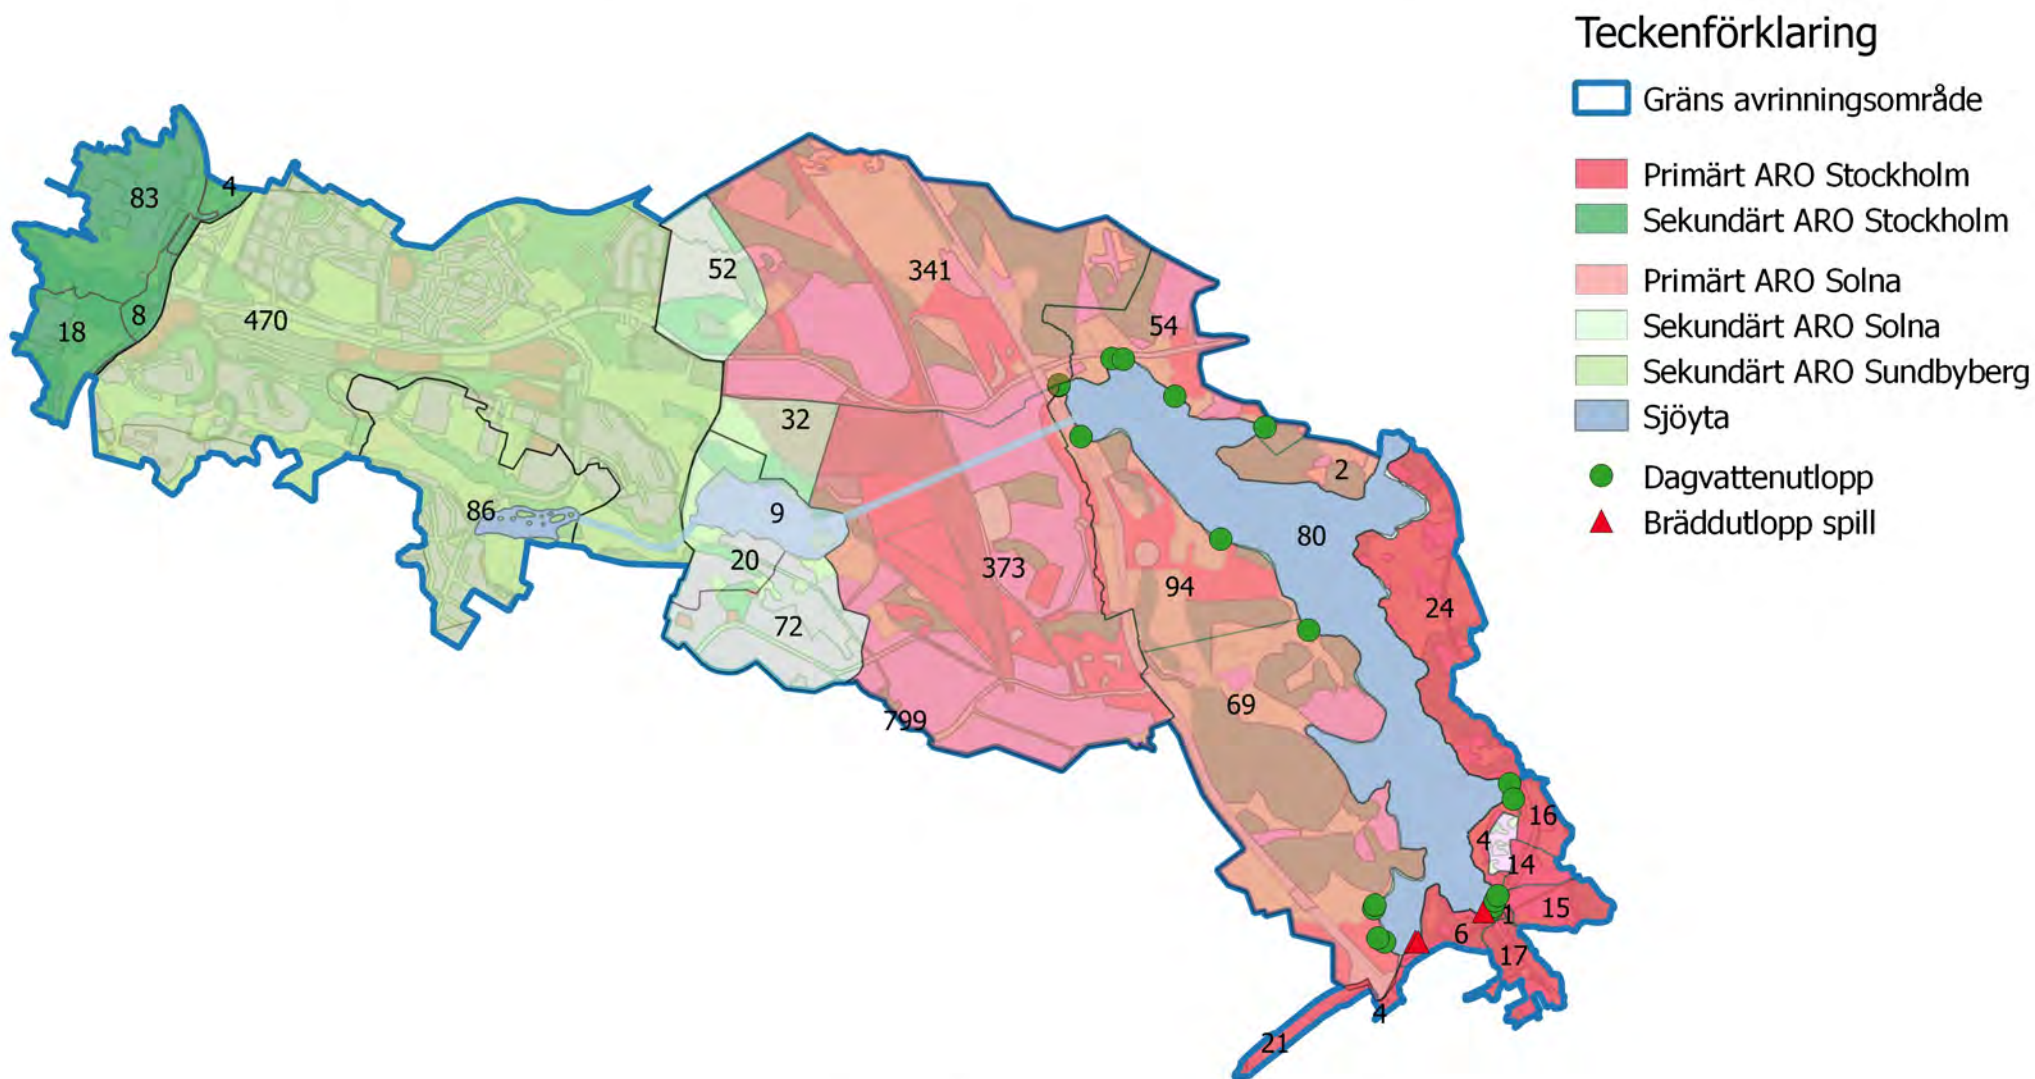 Teckenförklaring
Gräns avrinningsområde
Primärt ARO Stockholm
Sekundärt ARO Stockholm
Primärt ARO Solna
Sekundärt ARO Solna
Sekundärt ARO Sundbyberg
Sjöyta
Dagvattenutlopp
Bräddutlopp spill
83
4
52
341
18
8
470
54
32
2
86
9
80
20
373
94
24
72
69
799
16
4
14
15
1
6
17
4
21